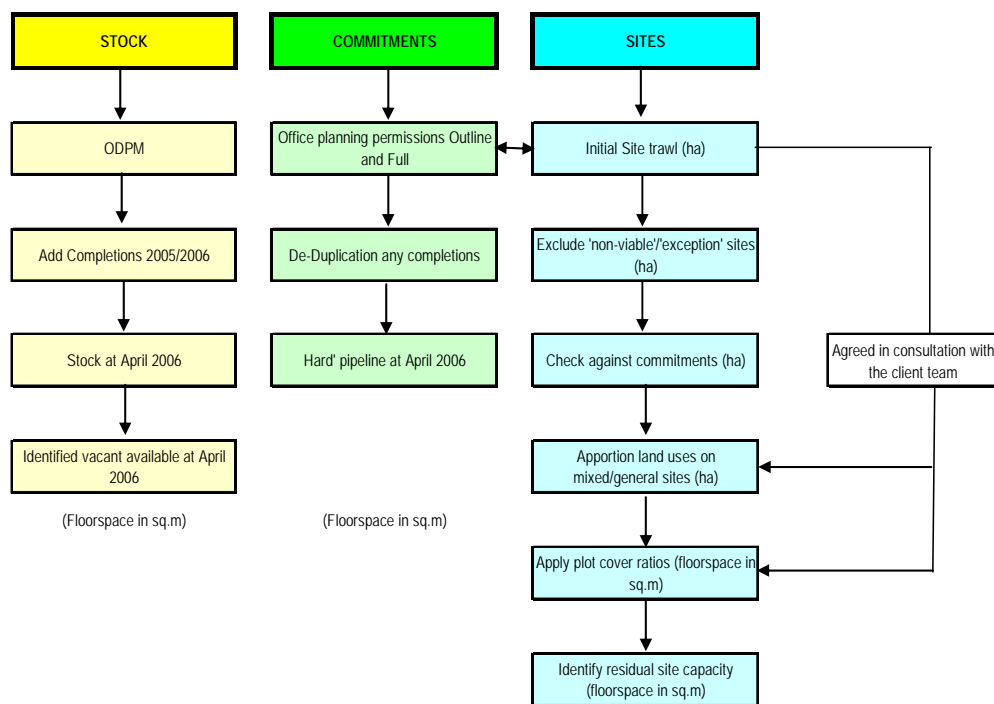 STOCK
COMMITMENTS
SITES
ODPM
Office planning permissions Outline
and Full
Initial Site trawl (ha)
Add Completions 2005/2006
De-Duplication any completions
Exclude 'non-viable'/'exception' sites
(ha)
Stock at April 2006
Hard' pipeline at April 2006
Check against commitments (ha)
Agreed in consultation with
the client team
Identified vacant available at April
2006
Apportion land uses on
mixed/general sites (ha)
(Floorspace in sq.m)
(Floorspace in sq.m)
Apply plot cover ratios (floorspace in
sq.m)
Identify residual site capacity
(floorspace in sq.m)